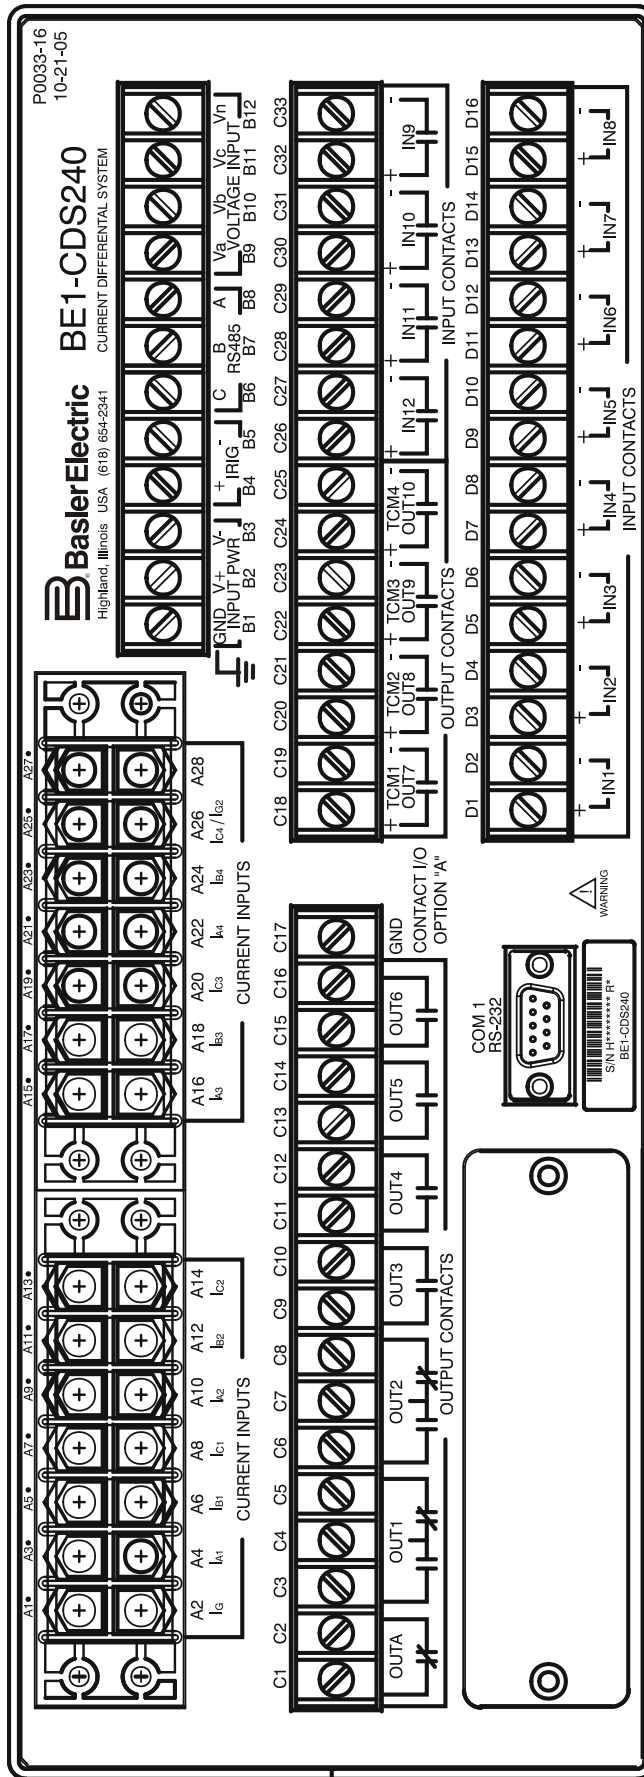 P0033-16
10-21-05
Basler Electric
Highland, Illinois USA (618) 654-2341
BE1-CDS240
CURRENT DIFFERENTIAL SYSTEM
A1 A3 A5 A7 A9 A11 A13
A2 A4 A6 A8 A10 A12 A14
IG IA1 IB1 IC1 IA2 IB2 IC2
CURRENT INPUTS
A15 A17 A19 A21 A23 A25 A27
A16 A18 A20 A22 A24 A26 A28
IA3 IB3 IC3 IA4 IB4 IC4 / IG2
CURRENT INPUTS
GND V+ V- + - C B A Va Vb Vc Vn
INPUT PWR IRIG RS485 VOLTAGE INPUT
B1 B2 B3 B4 B5 B6 B7 B8 B9 B10 B11 B12
C1 C2 C3 C4 C5 C6 C7 C8 C9 C10 C11 C12 C13 C14 C15 C16 C17
OUTA OUT1 OUT2 OUT3 OUT4 OUT5 OUT6 GND
OUTPUT CONTACTS
CONTACT I/O
OPTION "A"
C18 C19 C20 C21 C22 C23 C24 C25 C26 C27 C28 C29 C30 C31 C32 C33
+ TCM1 - + TCM2 - + TCM3 - + TCM4 - + - + - + - + -
OUT7 OUT8 OUT9 OUT10 IN12 IN11 IN10 IN9
OUTPUT CONTACTS INPUT CONTACTS
COM 1
RS-232
WARNING
S/N H******** R*
BE1-CDS240
D1 D2 D3 D4 D5 D6 D7 D8 D9 D10 D11 D12 D13 D14 D15 D16
+ - + - + - + - + - + - + - + -
IN1 IN2 IN3 IN4 IN5 IN6 IN7 IN8
INPUT CONTACTS